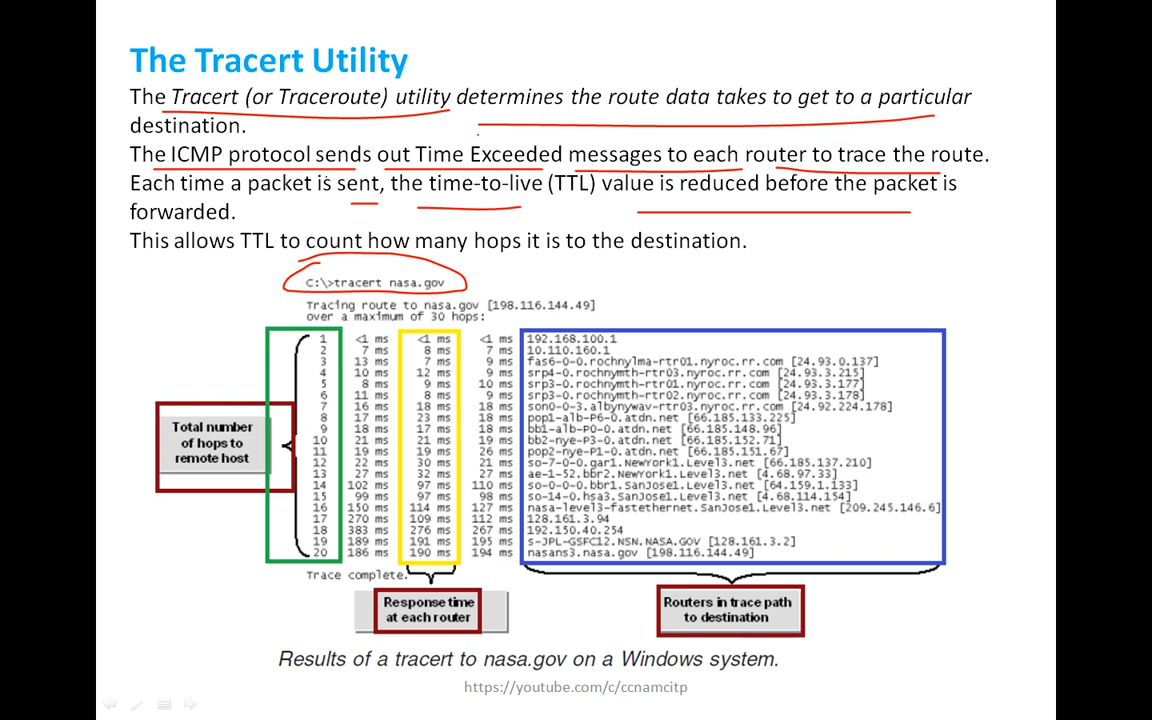 The Tracert Utility
The Tracert (or Traceroute) utility determines the route data takes to get to a particular
destination.
The ICMP protocol sends out Time Exceeded messages to each router to trace the route.
Each time a packet is sent, the time-to-live (TTL) value is reduced before the packet is
forwarded.
This allows TTL to count how many hops it is to the destination.
C:\>tracert nasa.gov
Tracing route to nasa.gov [198.116.144.49]
over a maximum of 30 hops:
1 <1 ms <1 ms <1 ms 192.168.100.1
2 7 ms 8 ms 7 ms 10.110.160.1
3 13 ms 7 ms 9 ms fas6-0-0.rochnylma-rtr01.nyroc.rr.com [24.93.0.137]
4 10 ms 12 ms 9 ms srp4-0.rochnymth-rtr03.nyroc.rr.com [24.93.3.215]
5 8 ms 9 ms 10 ms srp3-0.rochnymth-rtr01.nyroc.rr.com [24.93.3.177]
6 11 ms 8 ms 9 ms srp3-0.rochnymth-rtr02.nyroc.rr.com [24.93.3.178]
7 16 ms 18 ms 18 ms son0-0-3.albynywav-rtr03.nyroc.rr.com [24.92.224.178]
8 17 ms 23 ms 18 ms pop1-alb-P6-0.atdn.net [66.185.133.225]
9 18 ms 17 ms 18 ms bb1-alb-P0-0.atdn.net [66.185.148.96]
10 21 ms 21 ms 19 ms bb2-nye-P3-0.atdn.net [66.185.152.71]
11 19 ms 19 ms 26 ms pop2-nye-P1-0.atdn.net [66.185.151.67]
12 22 ms 30 ms 21 ms so-7-0-0.gar1.NewYork1.Level3.net [66.185.137.210]
13 27 ms 32 ms 27 ms ae-1-52.bbr2.NewYork1.Level3.net [4.68.97.33]
14 102 ms 97 ms 110 ms so-0-0-0.bbr1.SanJose1.Level3.net [64.159.1.133]
15 99 ms 97 ms 98 ms so-14-0.hsa3.SanJose1.Level3.net [4.68.114.154]
16 150 ms 114 ms 127 ms nasa-level3-fastethernet.SanJose1.Level3.net [209.245.146.6]
17 270 ms 109 ms 112 ms 128.161.3.94
18 383 ms 276 ms 267 ms 192.150.40.254
19 189 ms 191 ms 195 ms s-JPL-GSFC12.NSN.NASA.GOV [128.161.3.2]
20 186 ms 190 ms 194 ms nasans3.nasa.gov [198.116.144.49]
Total number
of hops to
remote host
Trace complete.
Response time
at each router
Routers in trace path
to destination
Results of a tracert to nasa.gov on a Windows system.
https://youtube.com/c/ccnamcitp